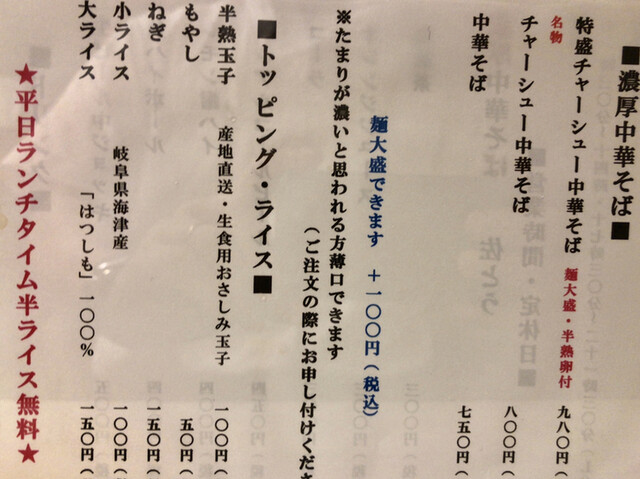 ■濃厚中華そば■
名物
特盛チャーシュー中華そば 麺大盛・半熟卵付 九八〇円（
チャーシュー中華そば 八〇〇円（
中華そば 七五〇円（
麺大盛できます ＋一〇〇円（税込）
※たまりが濃いと思われる方薄口できます
（ご注文の際にお申し付けくださ
■トッピング・ライス■
半熟玉子 産地直送・生食用おさしみ玉子 一〇〇円（
もやし 五〇円（
ねぎ 一五〇円（
小ライス 岐阜県海津産 一〇〇円（
大ライス 「はつしも」一〇〇% 一五〇円（
★平日ランチタイム半ライス無料★